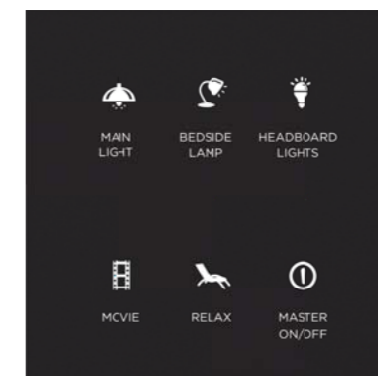 MAIN
LIGHT
BEDSIDE
LAMP
HEADBOARD
LIGHTS
MOVIE
RELAX
MASTER
ON/OFF